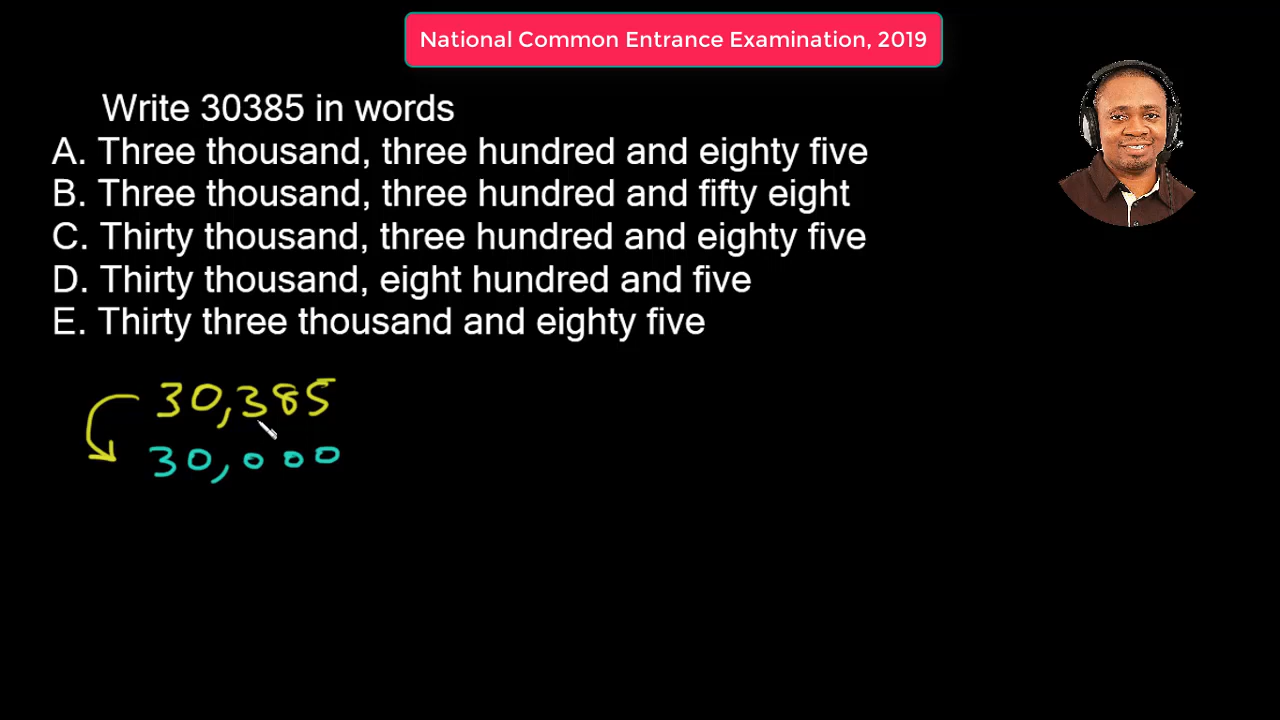 National Common Entrance Examination, 2019
Write 30385 in words
A. Three thousand, three hundred and eighty five
B. Three thousand, three hundred and fifty eight
C. Thirty thousand, three hundred and eighty five
D. Thirty thousand, eight hundred and five
E. Thirty three thousand and eighty five
30,385
30,000